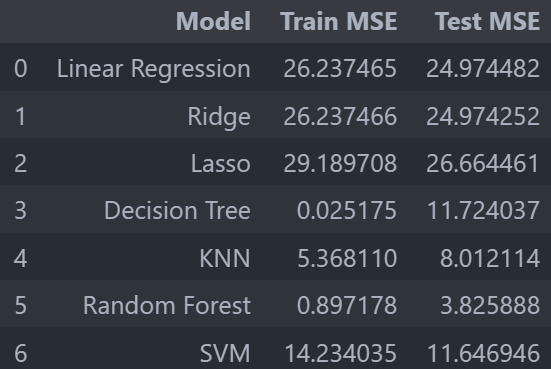 Model Train MSE Test MSE
0 Linear Regression 26.237465 24.974482
1 Ridge 26.237466 24.974252
2 Lasso 29.189708 26.664461
3 Decision Tree 0.025175 11.724037
4 KNN 5.368110 8.012114
5 Random Forest 0.897178 3.825888
6 SVM 14.234035 11.646946